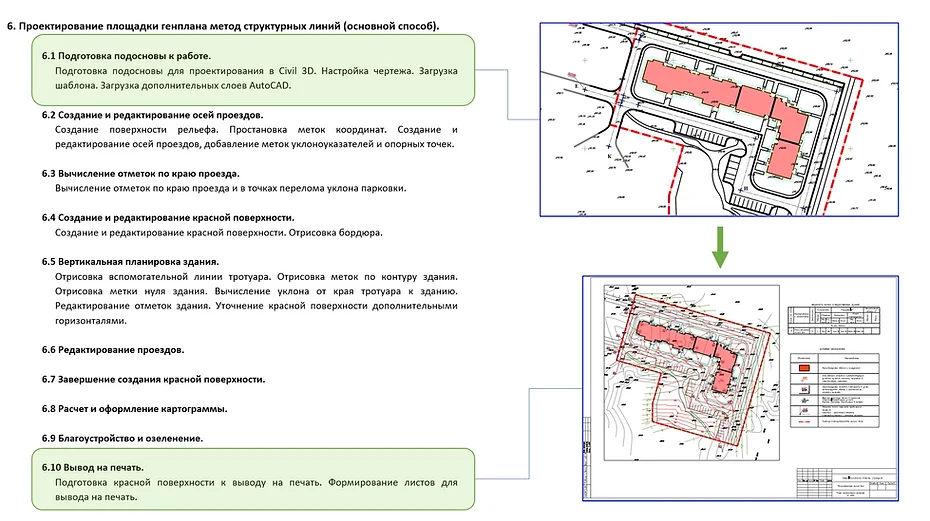 6. Проектирование площадки генплана метод структурных линий (основной способ).
6.1 Подготовка подосновы к работе.
Подготовка подосновы для проектирования в Civil 3D. Настройка чертежа. Загрузка
шаблона. Загрузка дополнительных слоев AutoCAD.
6.2 Создание и редактирование осей проездов.
Создание поверхности рельефа. Простановка меток координат. Создание и
редактирование осей проездов, добавление меток уклоноуказателей и опорных точек.
6.3 Вычисление отметок по краю проезда.
Вычисление отметок по краю проезда и в точках перелома уклона парковки.
6.4 Создание и редактирование красной поверхности.
Создание и редактирование красной поверхности. Отрисовка бордюра.
6.5 Вертикальная планировка здания.
Отрисовка вспомогательной линии тротуара. Отрисовка меток по контуру здания.
Отрисовка метки нуля здания. Вычисление уклона от края тротуара к зданию.
Редактирование отметок здания. Уточнение красной поверхности дополнительными
горизонталями.
6.6 Редактирование проездов.
6.7 Завершение создания красной поверхности.
6.8 Расчет и оформление картограммы.
6.9 Благоустройство и озеленение.
6.10 Вывод на печать.
Подготовка красной поверхности к выводу на печать. Формирование листов для
вывода на печать.